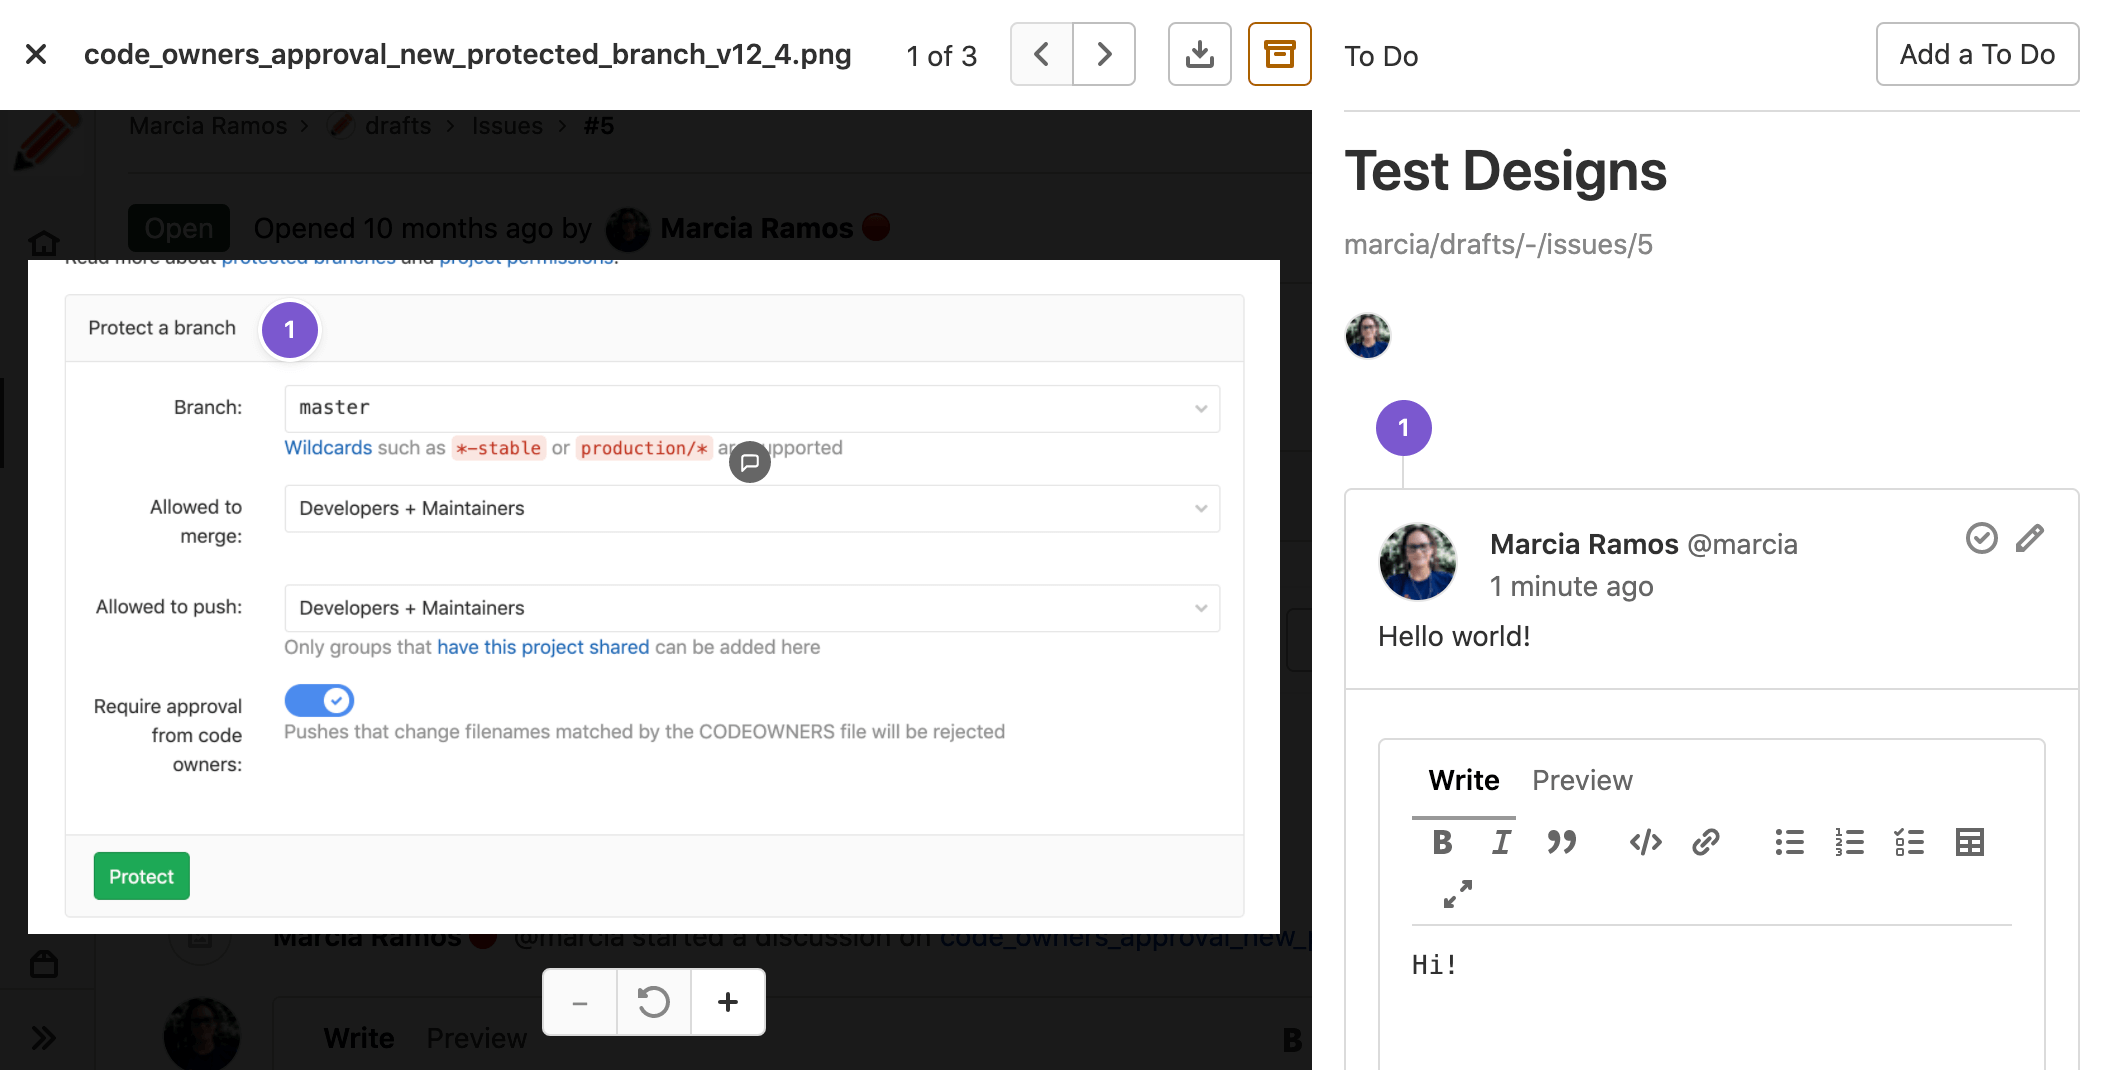 code_owners_approval_new_protected_branch_v12_4.png
1 of 3
To Do
Add a To Do
Marcia Ramos > drafts > Issues > #5
Open
Opened 10 months ago by Marcia Ramos
Read more about protected branches and project permissions.
Protect a branch
1
Branch:
master
Wildcards such as *-stable or production/* are supported
Allowed to
merge:
Developers + Maintainers
Allowed to push:
Developers + Maintainers
Only groups that have this project shared can be added here
Require approval
from code
owners:
Pushes that change filenames matched by the CODEOWNERS file will be rejected
Protect
Marcia Ramos @marcia started a discussion on code_owners_approval_new_p
Write Preview
B
Test Designs
marcia/drafts/-/issues/5
1
Marcia Ramos @marcia
1 minute ago
Hello world!
Write Preview
B I
Hi!